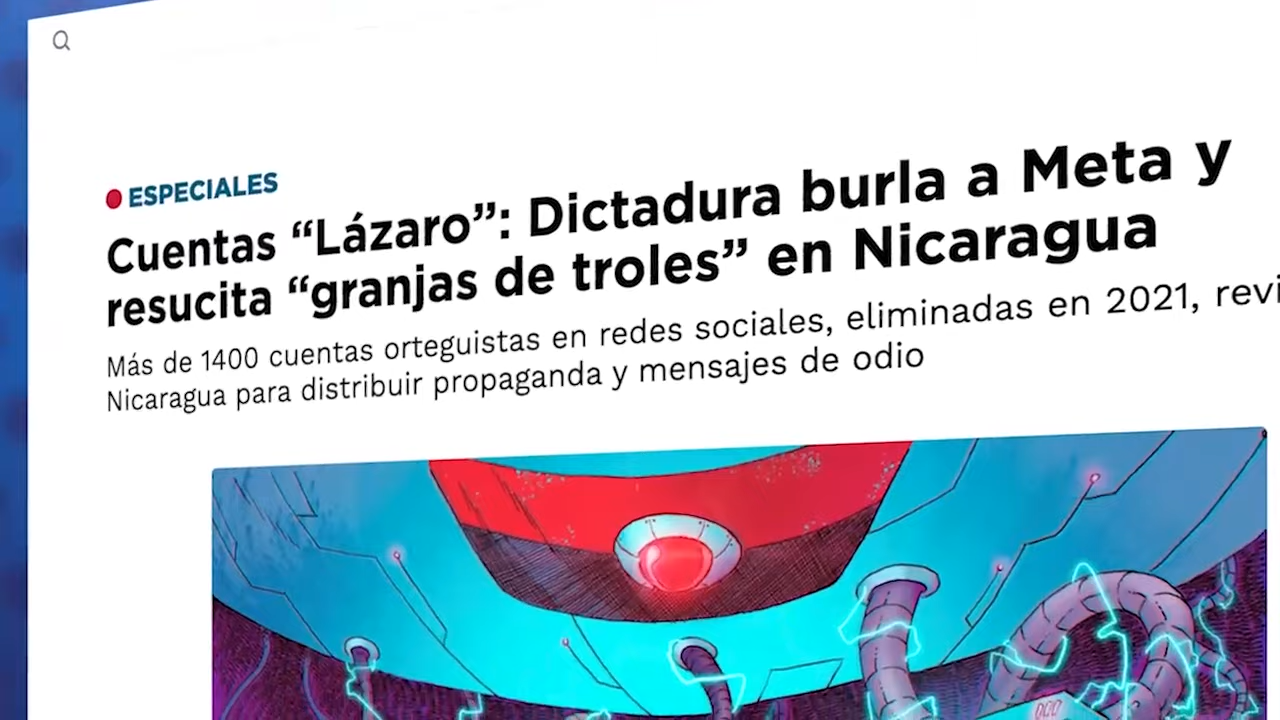 ESPECIALES
Cuentas “Lázaro”: Dictadura burla a Meta y
resucita “granjas de troles” en Nicaragua
Más de 1400 cuentas orteguistas en redes sociales, eliminadas en 2021,
Nicaragua para distribuir propaganda y mensajes de odio